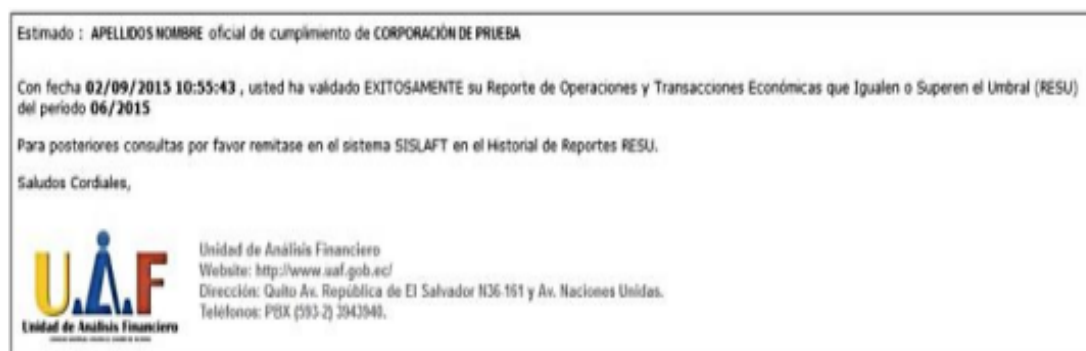 Estimado : APELLIDOS NOMBRE oficial de cumplimiento de CORPORACIÓN DE PRUEBA
Con fecha 02/09/2015 10:55:43 , usted ha validado EXITOSAMENTE su Reporte de Operaciones y Transacciones Económicas que Igualen o Superen el Umbral (RESU)
del período 06/2015
Para posteriores consultas por favor remitase en el sistema SISLAFT en el Historial de Reportes RESU.
Saludos Cordiales,
U.A.F
Unidad de Análisis Financiero
Unidad de Análisis Financiero
Website: http://www.uaf.gob.ec/
Dirección: Quito Av. República de El Salvador N36-161 y Av. Naciones Unidas.
Teléfonos: PBX (593-2) 3943940.